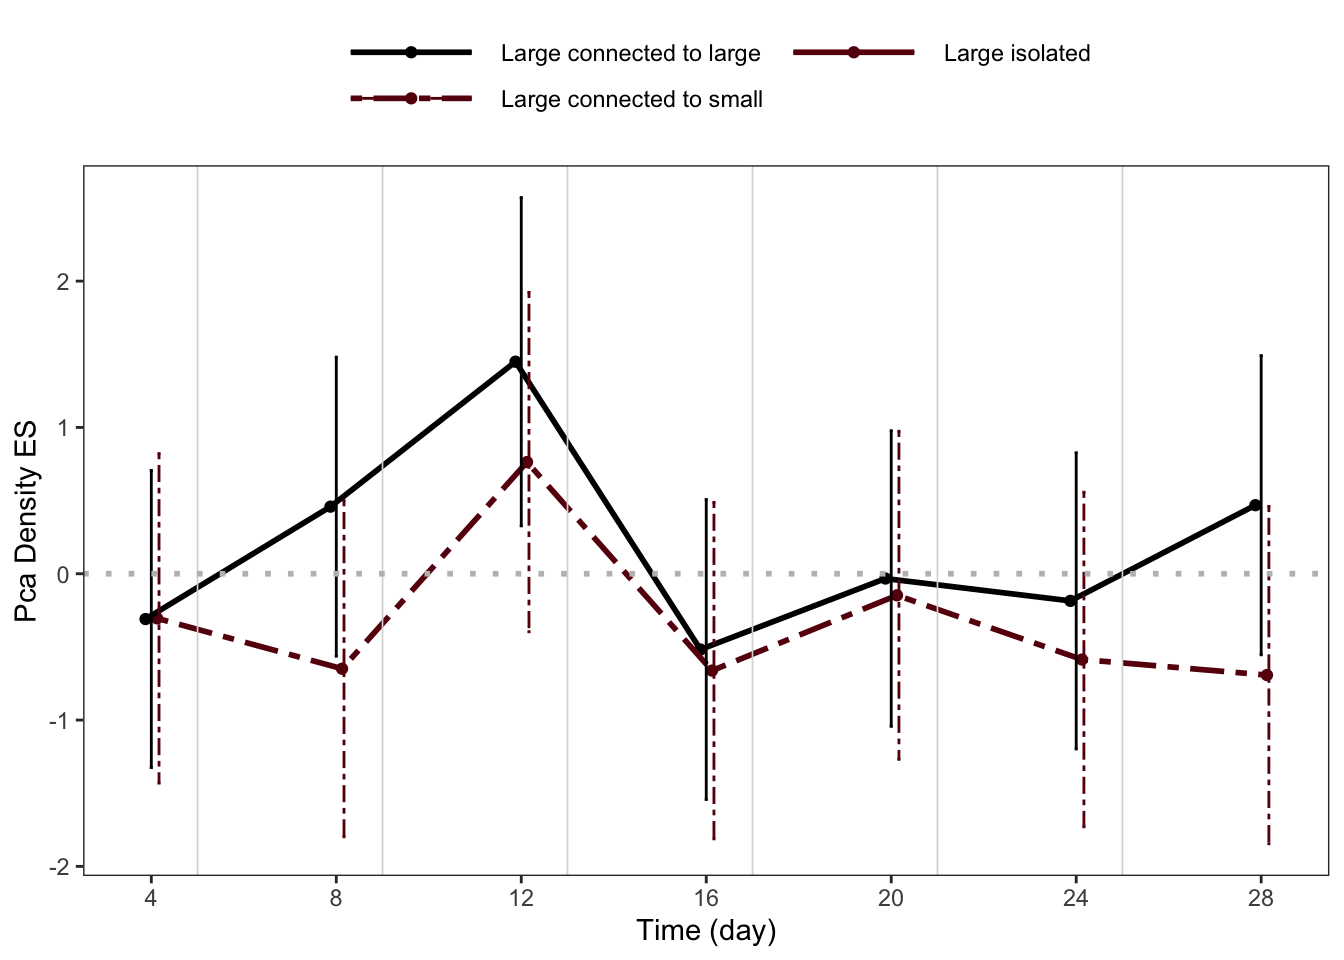 Large connected to large
Large isolated
Large connected to small
Pca Density ES
2
1
0
-1
-2
4 8 12 16 20 24 28
Time (day)